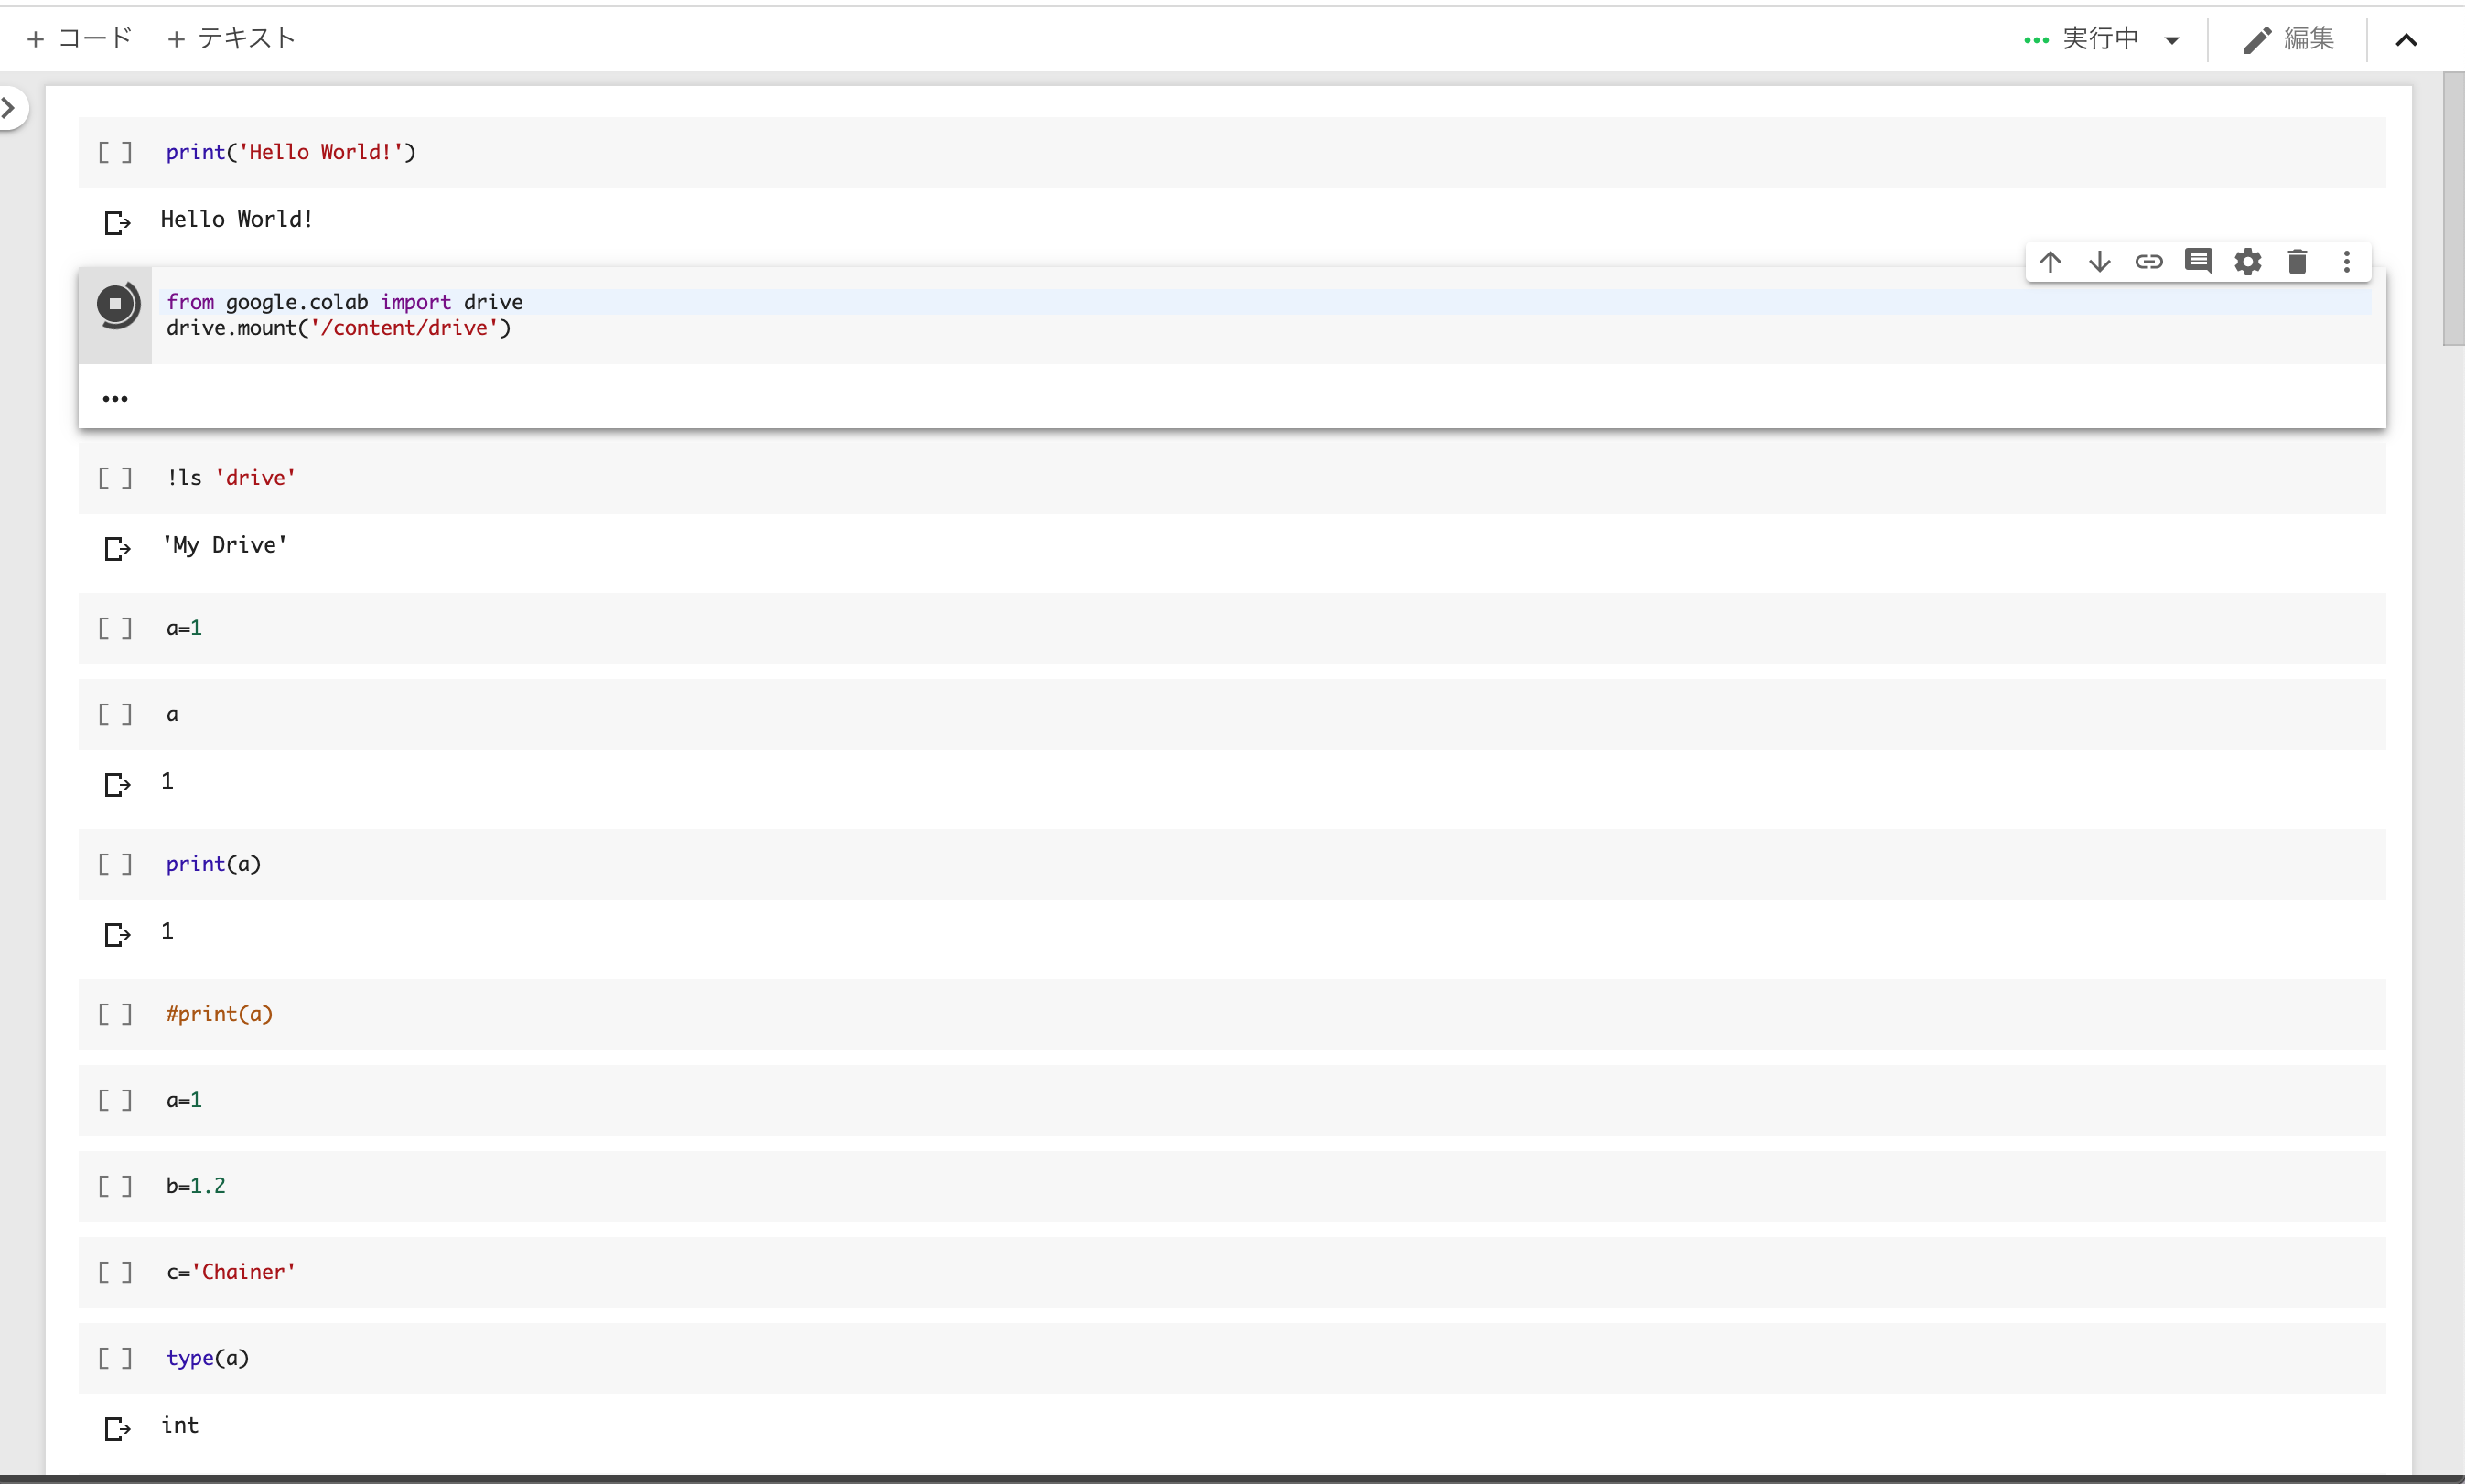 + コード + テキスト
実行中 編集
[ ] print('Hello World!')
Hello World!
from google.colab import drive
drive.mount('/content/drive')
[ ] !ls 'drive'
'My Drive'
[ ] a=1
[ ] a
1
[ ] print(a)
1
[ ] #print(a)
[ ] a=1
[ ] b=1.2
[ ] c='Chainer'
[ ] type(a)
int